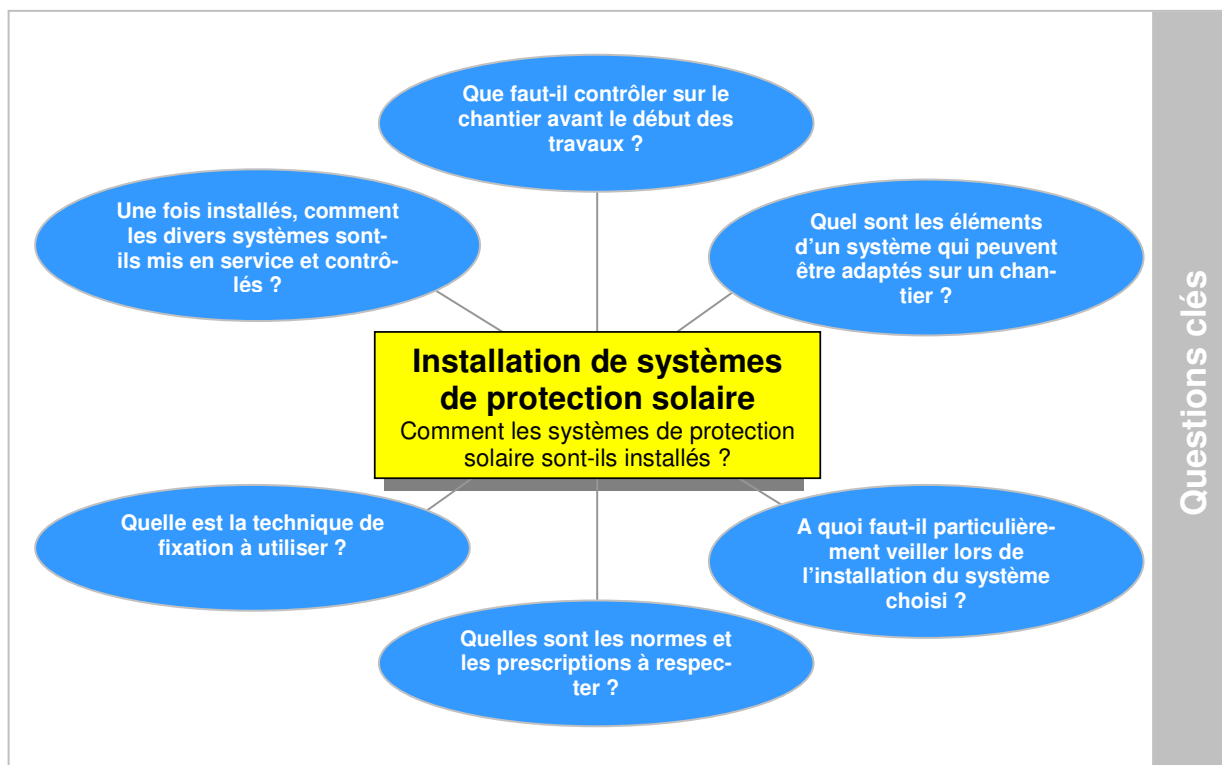 Que faut-il contrôler sur le
chantier avant le début des
travaux ?
Une fois installés, comment
les divers systèmes sont-
ils mis en service et contrô-
lés ?
Quel sont les éléments
d'un système qui peuvent
être adaptés sur un chan-
tier ?
Installation de systèmes
de protection solaire
Comment les systèmes de protection
solaire sont-ils installés ?
Quelle est la technique de
fixation à utiliser ?
A quoi faut-il particulière-
ment veiller lors de
l'installation du système
choisi ?
Quelles sont les normes et
les prescriptions à respec-
ter ?
Questions clés